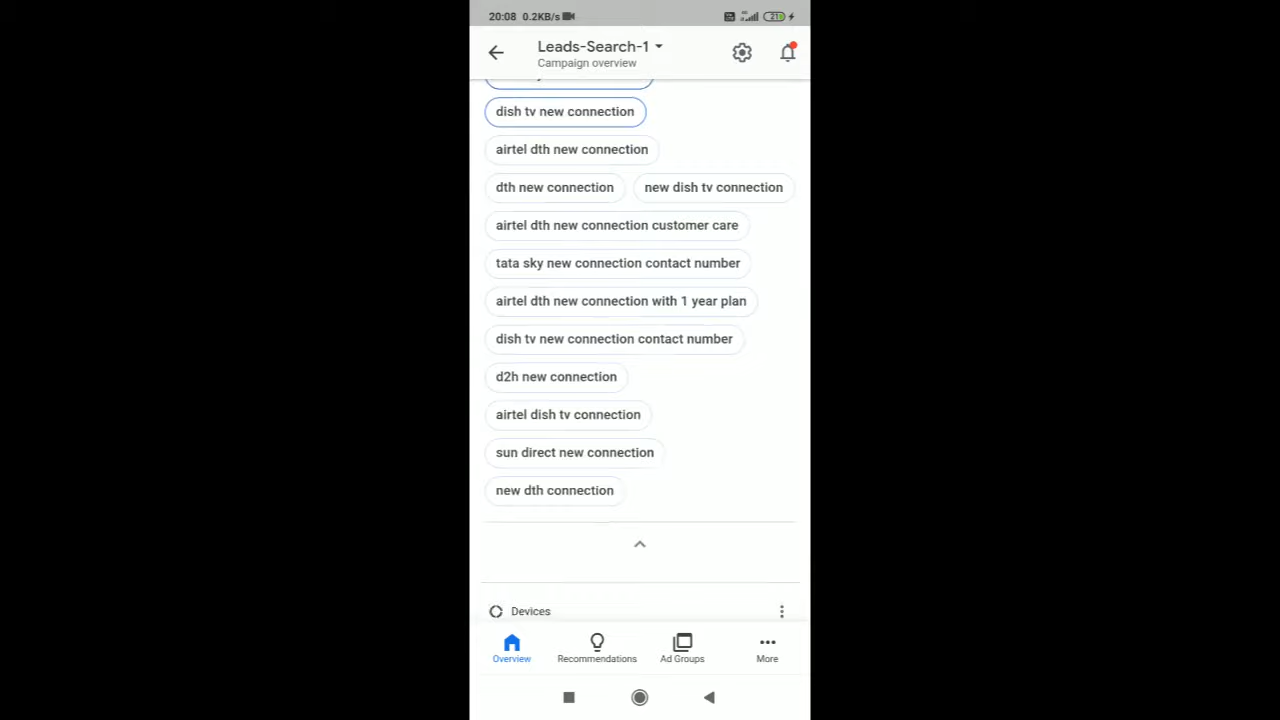 20:08 0.2KB/s 21
Leads-Search-1
Campaign overview
dish tv new connection
airtel dth new connection
dth new connection new dish tv connection
airtel dth new connection customer care
tata sky new connection contact number
airtel dth new connection with 1 year plan
dish tv new connection contact number
d2h new connection
airtel dish tv connection
sun direct new connection
new dth connection
Devices
Overview Recommendations Ad Groups More